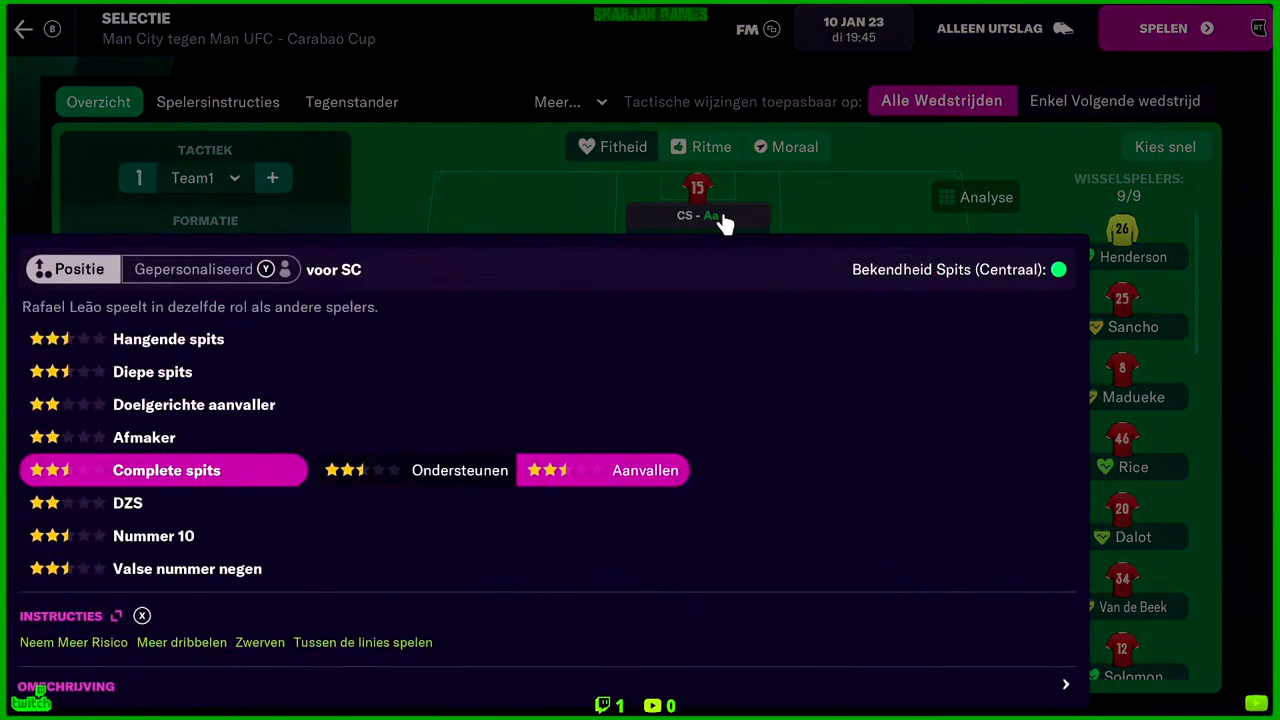 B
SELECTIE
Man City tegen Man UFC - Carabao Cup
SKARJAK GAMES
FM
10 JAN 23
di 19:45
ALLEEN UITSLAG
SPELEN
RT
Overzicht
Spelersinstructies
Tegenstander
Meer...
Tactische wijzingen toepasbaar op:
Alle Wedstrijden
Enkel Volgende wedstrijd
TACTIEK
1
Team1
+
FORMATIE
Fitheid
Ritme
Moraal
Kies snel
15
CS - Aa
Analyse
WISSELSPELERS:
9/9
26
Henderson
25
Sancho
8
Madueke
46
Rice
20
Dalot
34
Van de Beek
12
Solomon
Positie
Gepersonaliseerd
Y
voor SC
Bekendheid Spits (Centraal):
Rafael Leão speelt in dezelfde rol als andere spelers.
Hangende spits
Diepe spits
Doelgerichte aanvaller
Afmaker
Complete spits
Ondersteunen
Aanvallen
DZS
Nummer 10
Valse nummer negen
INSTRUCTIES
X
Neem Meer Risico Meer dribbelen Zwerven Tussen de linies spelen
OMSCHRIJVING
twitch
1
0